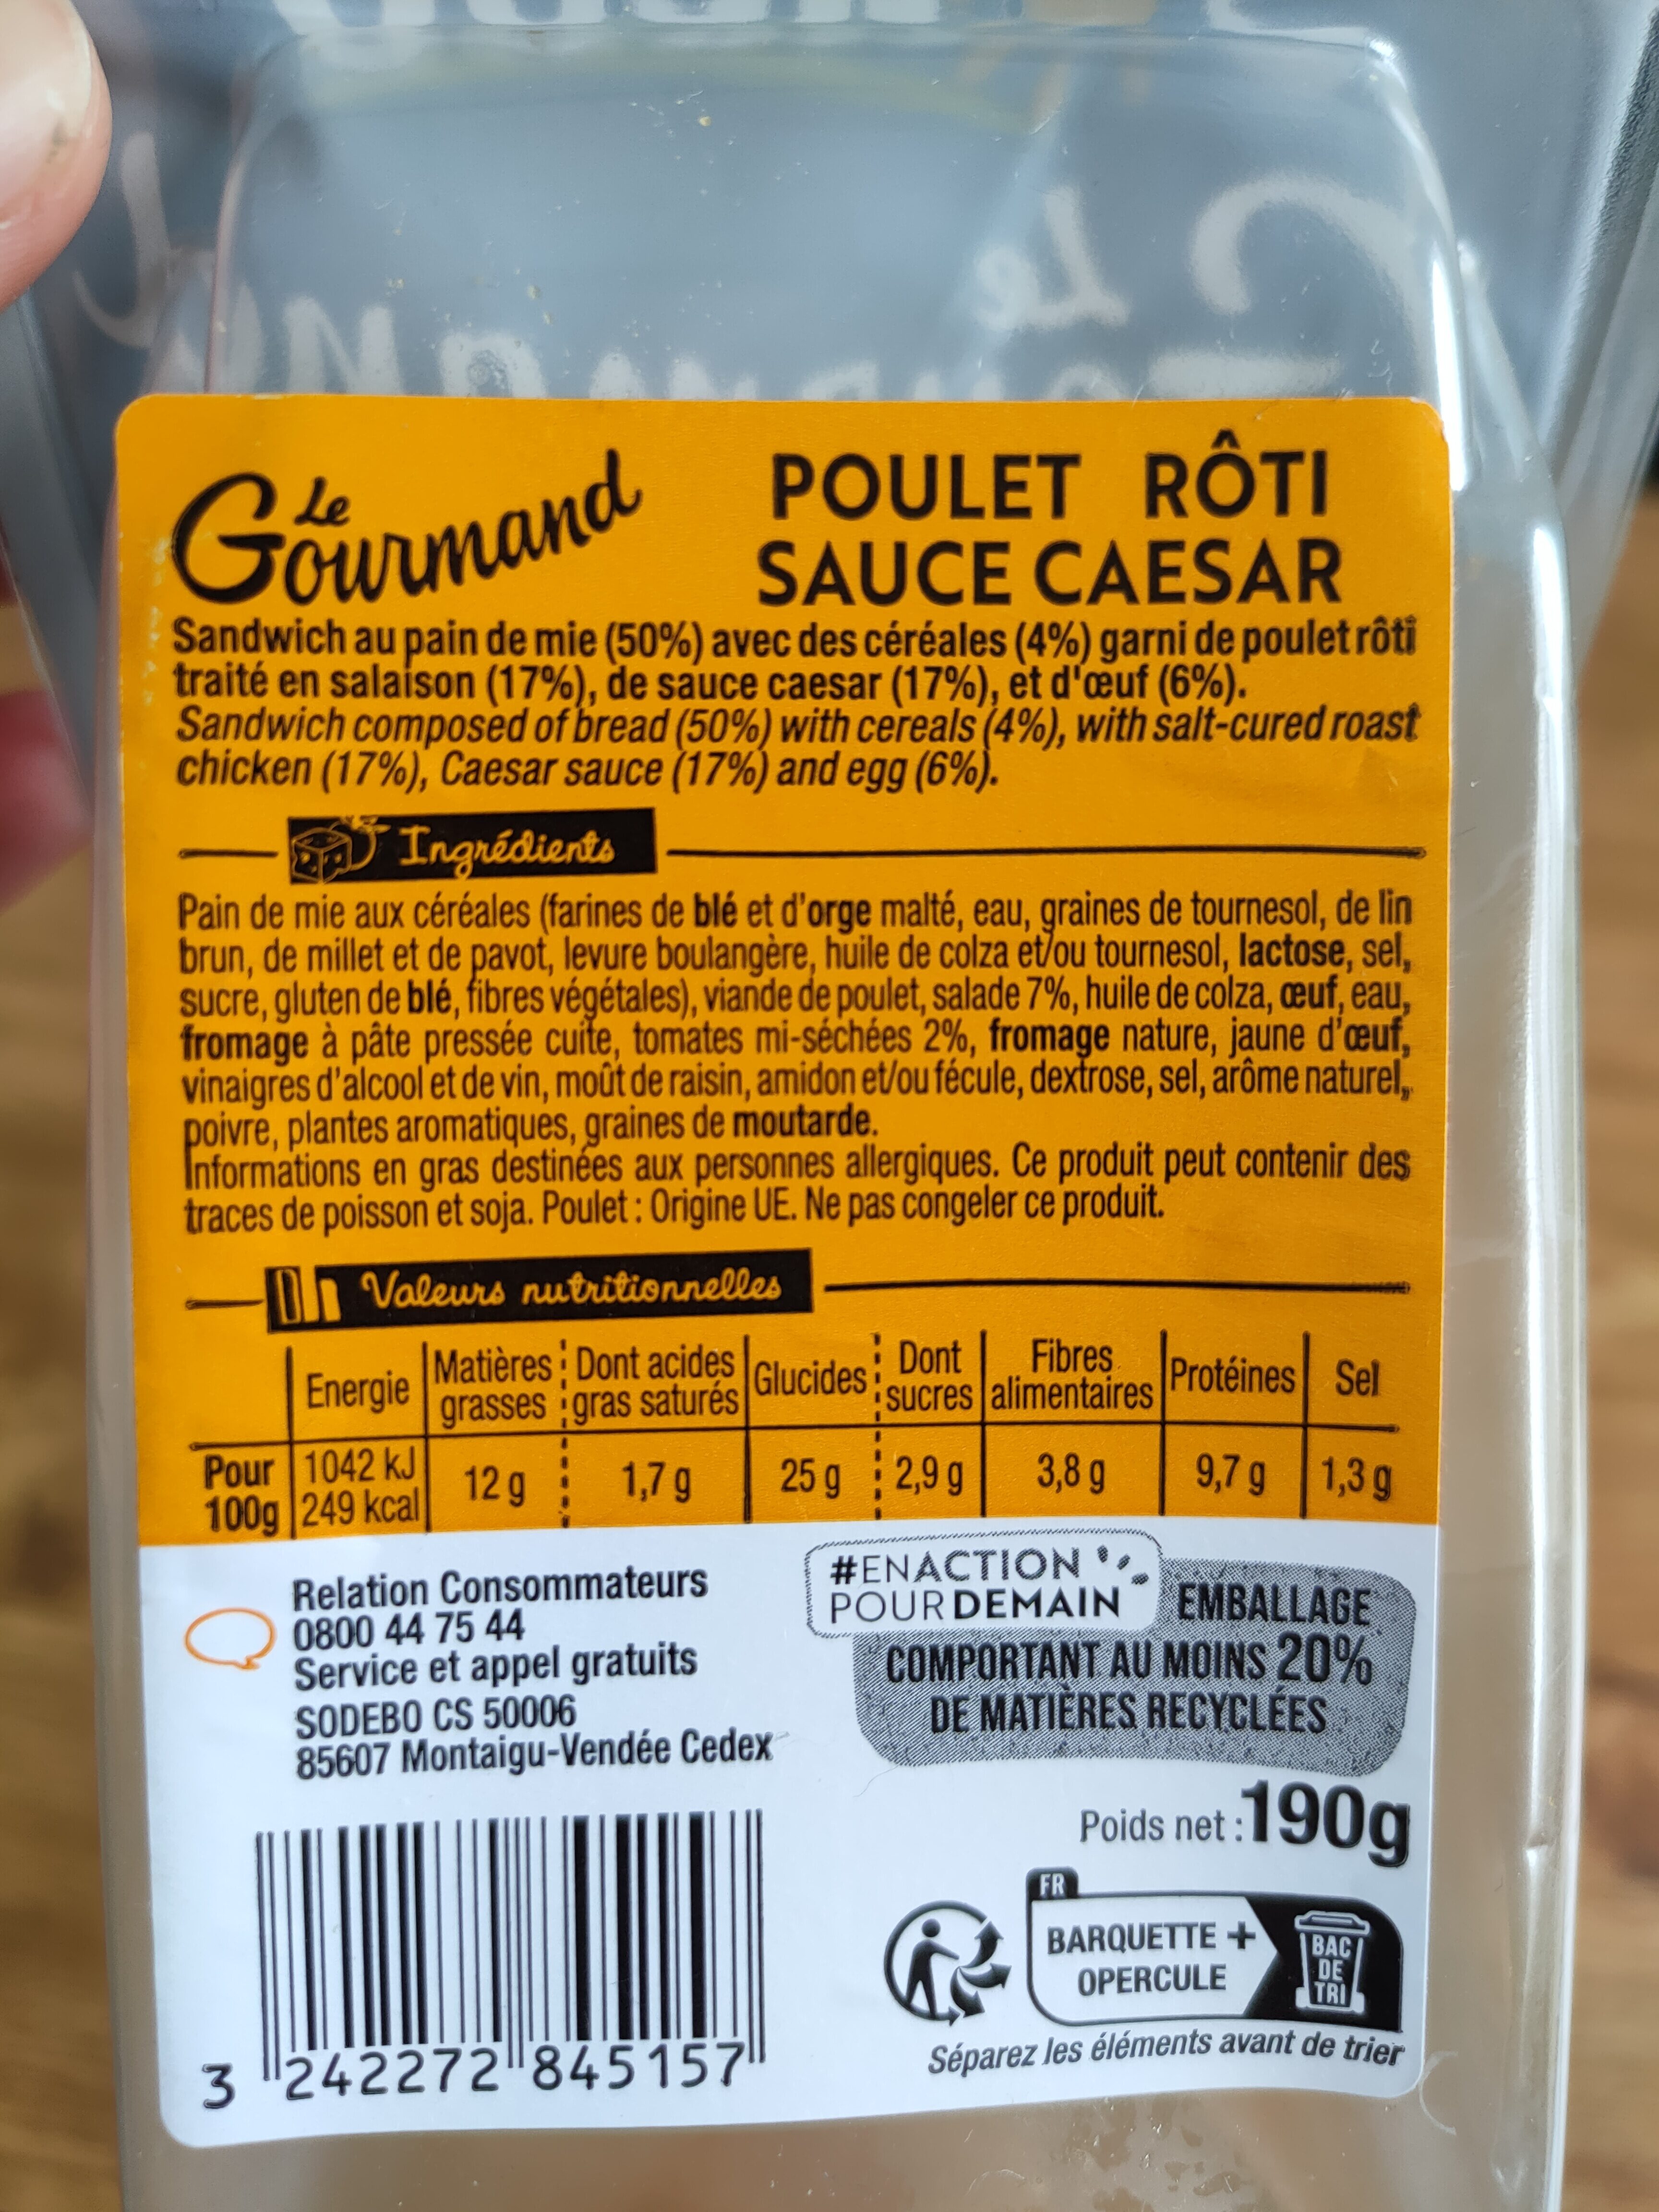 Le
Gourmand
POULET RÔTI
SAUCE CAESAR
Sandwich au pain de mie (50%) avec des céréales (4%) garni de poulet rôti
traité en salaison (17%), de sauce caesar (17%), et d'œuf (6%).
Sandwich composed of bread (50%) with cereals (4%), with salt-cured roast
chicken (17%), Caesar sauce (17%) and egg (6%).
Ingrédients
Pain de mie aux céréales (farines de blé et d'orge malté, eau, graines de tournesol, de lin
brun, de millet et de pavot, levure boulangère, huile de colza et/ou tournesol, lactose, sel,
sucre, gluten de blé, fibres végétales), viande de poulet, salade 7%, huile de colza, œuf, eau,
fromage à pâte pressée cuite, tomates mi-séchées 2%, fromage nature, jaune d'œuf,
vinaigres d'alcool et de vin, moût de raisin, amidon et/ou fécule, dextrose, sel, arôme naturel,
poivre, plantes aromatiques, graines de moutarde.
Informations en gras destinées aux personnes allergiques. Ce produit peut contenir des
traces de poisson et soja. Poulet : Origine UE. Ne pas congeler ce produit.
Valeurs nutritionnelles
Energie Matières grasses Dont acides gras saturés Glucides Dont sucres Fibres alimentaires Protéines Sel
Pour 100g 1042 kJ 249 kcal 12 g 1,7 g 25 g 2,9 g 3,8 g 9,7 g 1,3 g
Relation Consommateurs
0800 44 75 44
Service et appel gratuits
SODEBO CS 50006
85607 Montaigu-Vendée Cedex
#ENACTION
POUR DEMAIN
EMBALLAGE
COMPORTANT AU MOINS 20%
DE MATIÈRES RECYCLÉES
Poids net : 190g
FR
BARQUETTE +
OPERCULE
BAC
DE
TRI
Séparez les éléments avant de trier
3 242272 845157